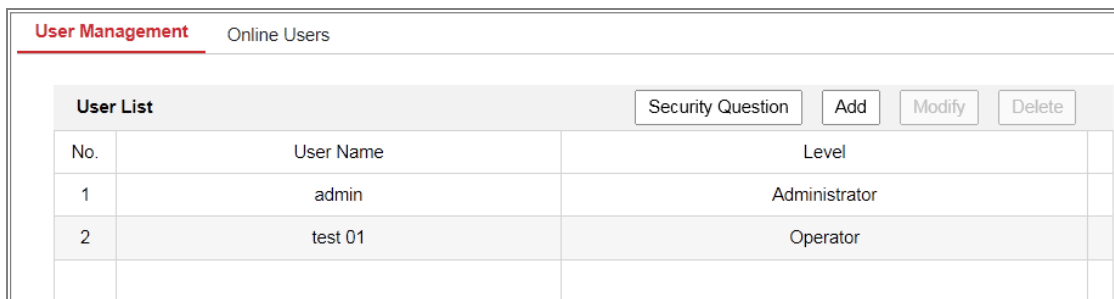 User Management Online Users
User List Security Question Add Modify Delete
No. User Name Level
1 admin Administrator
2 test 01 Operator